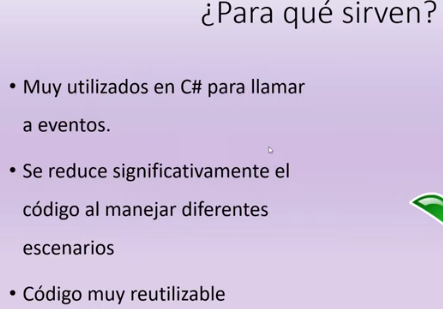 ¿Para qué sirven?
• Muy utilizados en C# para llamar
a eventos.
• Se reduce significativamente el
código al manejar diferentes
escenarios
• Código muy reutilizable